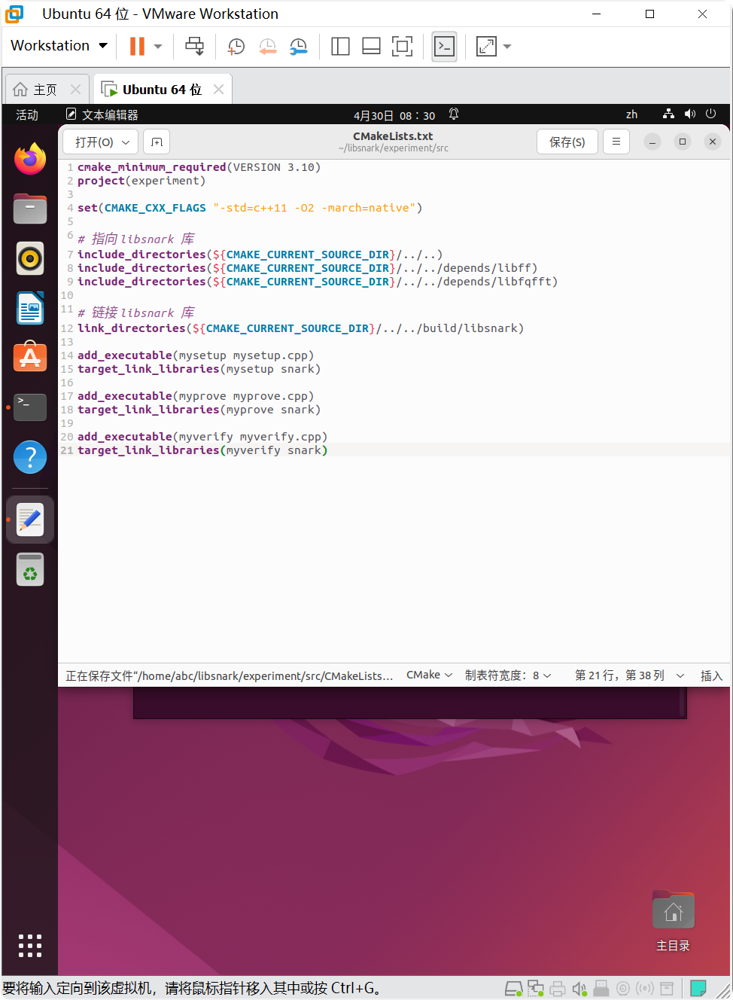 Ubuntu 64 位 - VMware Workstation
Workstation
主页
Ubuntu 64 位
活动
文本编辑器
4月30日 08：30
zh
打开(O)
CMakeLists.txt
~/libsnark/experiment/src
保存(S)
1 cmake_minimum_required(VERSION 3.10)
2 project(experiment)
3
4 set(CMAKE_CXX_FLAGS "-std=c++11 -O2 -march=native")
5
6 # 指向 libsnark 库
7 include_directories(${CMAKE_CURRENT_SOURCE_DIR}/../..)
8 include_directories(${CMAKE_CURRENT_SOURCE_DIR}/../../depends/libff)
9 include_directories(${CMAKE_CURRENT_SOURCE_DIR}/../../depends/libfqfft)
10
11 # 链接 libsnark 库
12 link_directories(${CMAKE_CURRENT_SOURCE_DIR}/../../build/libsnark)
13
14 add_executable(mysetup mysetup.cpp)
15 target_link_libraries(mysetup snark)
16
17 add_executable(myprove myprove.cpp)
18 target_link_libraries(myprove snark)
19
20 add_executable(myverify myverify.cpp)
21 target_link_libraries(myverify snark)
正在保存文件“/home/abc/libsnark/experiment/src/CMakeLists…
CMake
制表符宽度：8
第 21 行，第 38 列
插入
主目录
要将输入定向到该虚拟机，请将鼠标指针移入其中或按 Ctrl+G。